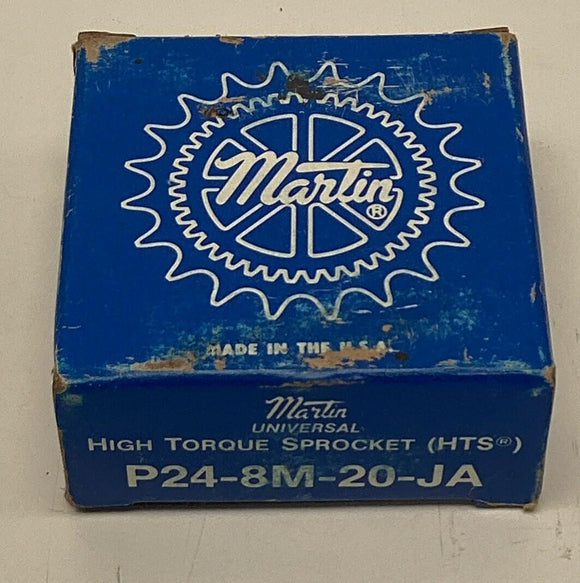 Martin®
MADE IN THE U.S.A.
Martin
UNIVERSAL
HIGH TORQUE SPROCKET (HTS®)
P24-8M-20-JA